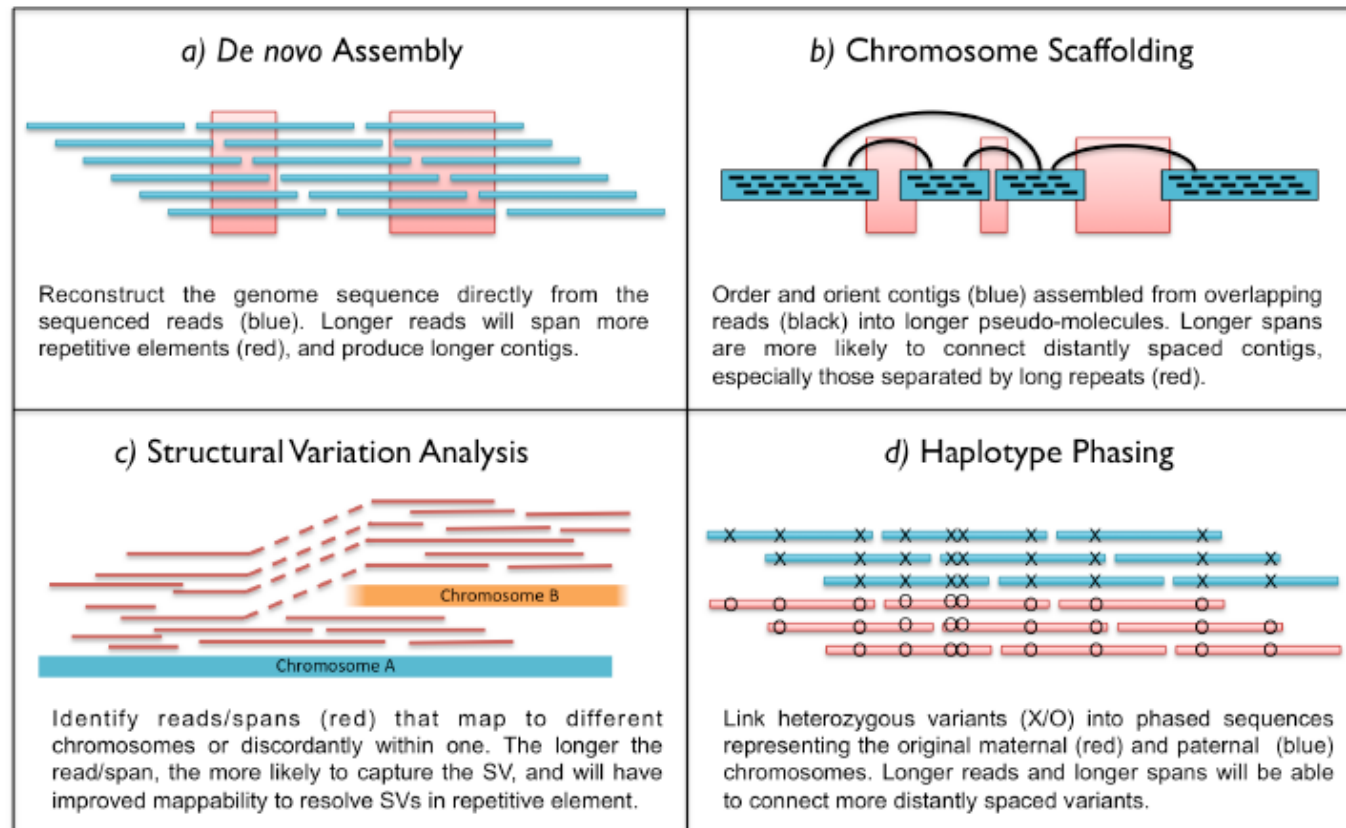 a) De novo Assembly
Reconstruct the genome sequence directly from the
sequenced reads (blue). Longer reads will span more
repetitive elements (red), and produce longer contigs.
b) Chromosome Scaffolding
Order and orient contigs (blue) assembled from overlapping
reads (black) into longer pseudo-molecules. Longer spans
are more likely to connect distantly spaced contigs,
especially those separated by long repeats (red).
c) Structural Variation Analysis
Chromosome B
Chromosome A
Identify reads/spans (red) that map to different
chromosomes or discordantly within one. The longer the
read/span, the more likely to capture the SV, and will have
improved mappability to resolve SVs in repetitive element.
d) Haplotype Phasing
X X X X X X X X X
X X X X X X X X
X X X X X X X X
O O O O O O O O O
O O O O O O O O
O O O O O O O O
Link heterozygous variants (X/O) into phased sequences
representing the original maternal (red) and paternal (blue)
chromosomes. Longer reads and longer spans will be able
to connect more distantly spaced variants.